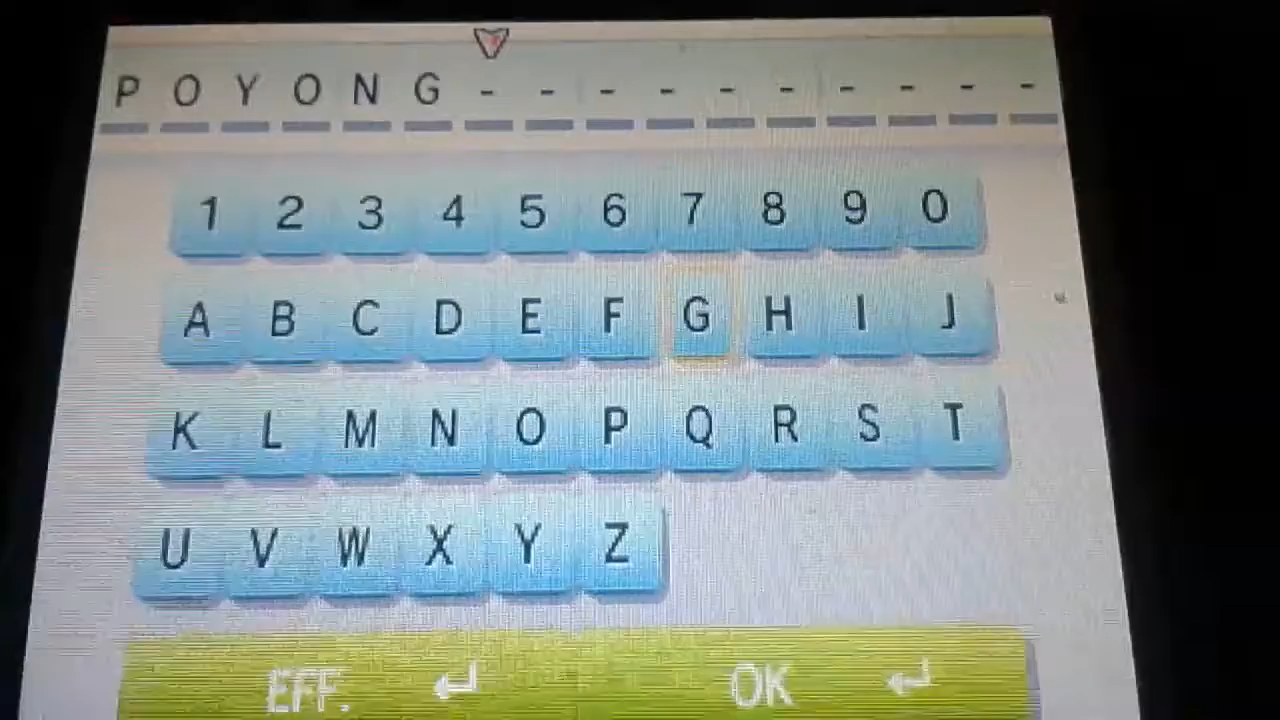 POYONG----------
1 2 3 4 5 6 7 8 9 0
A B C D E F G H I J
K L M N O P Q R S T
U V W X Y Z
EFF. ↵ OK ↵